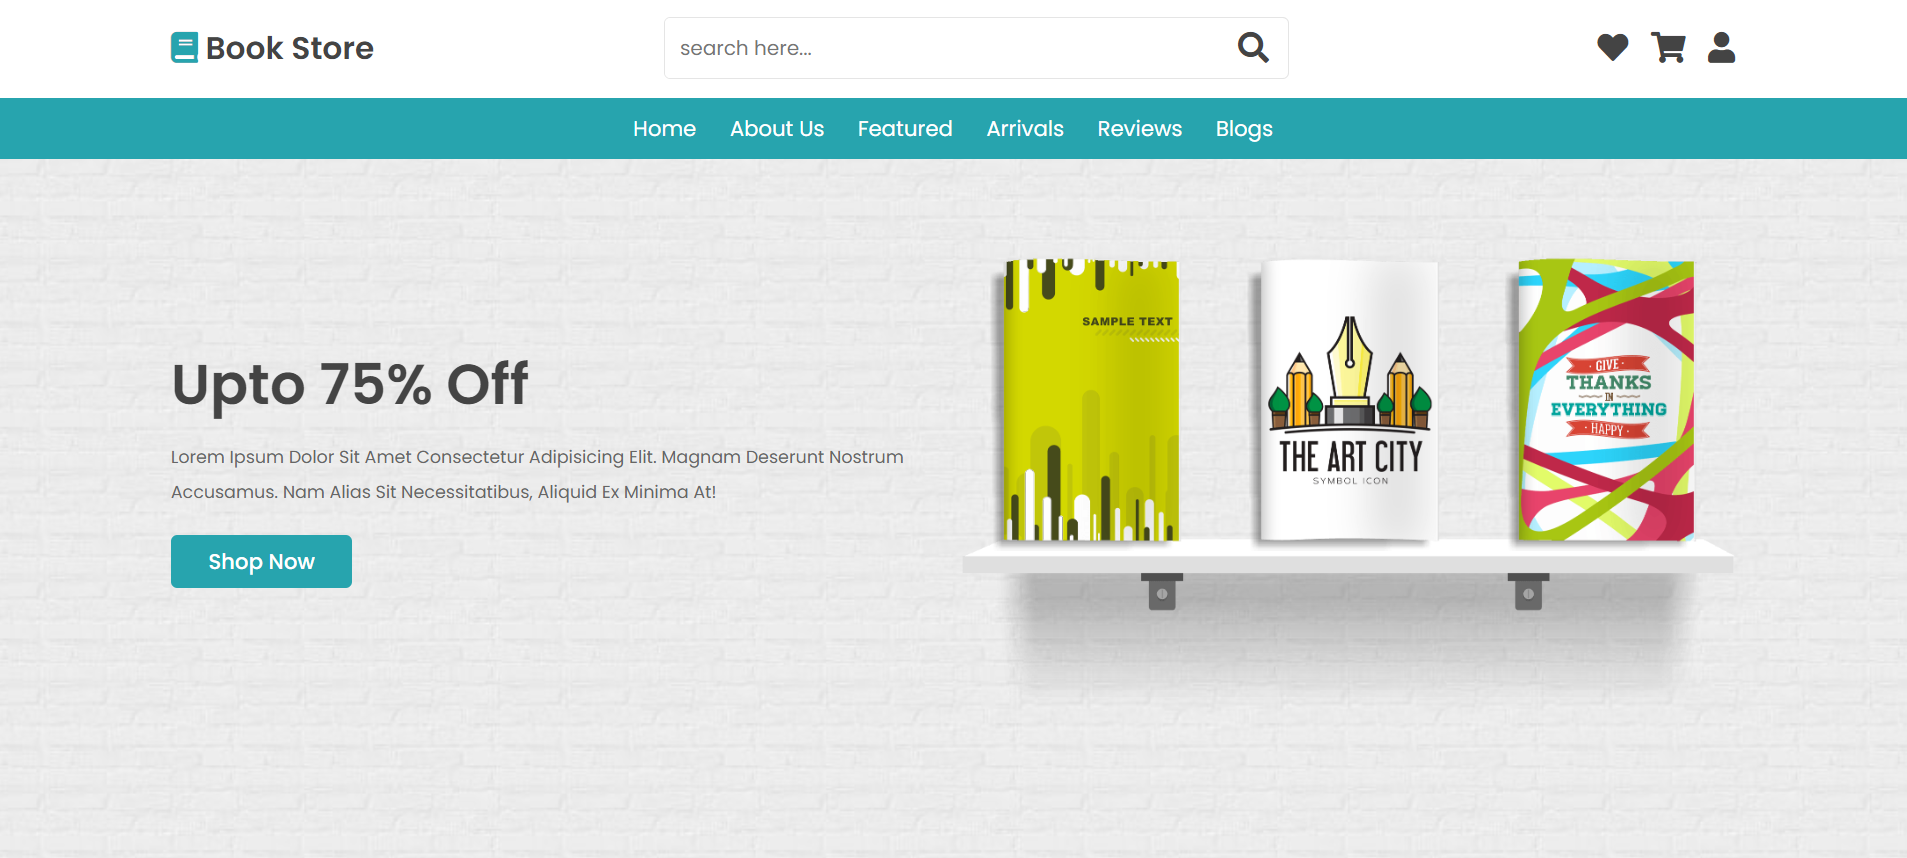 Book Store
search here...
Home About Us Featured Arrivals Reviews Blogs
Upto 75% Off
Lorem Ipsum Dolor Sit Amet Consectetur Adipisicing Elit. Magnam Deserunt Nostrum
Accusamus. Nam Alias Sit Necessitatibus, Aliquid Ex Minima At!
Shop Now
SAMPLE TEXT
THE ART CITY
SYMBOL ICON
· GIVE ·
THANKS
IN
EVERYTHING
· HAPPY ·